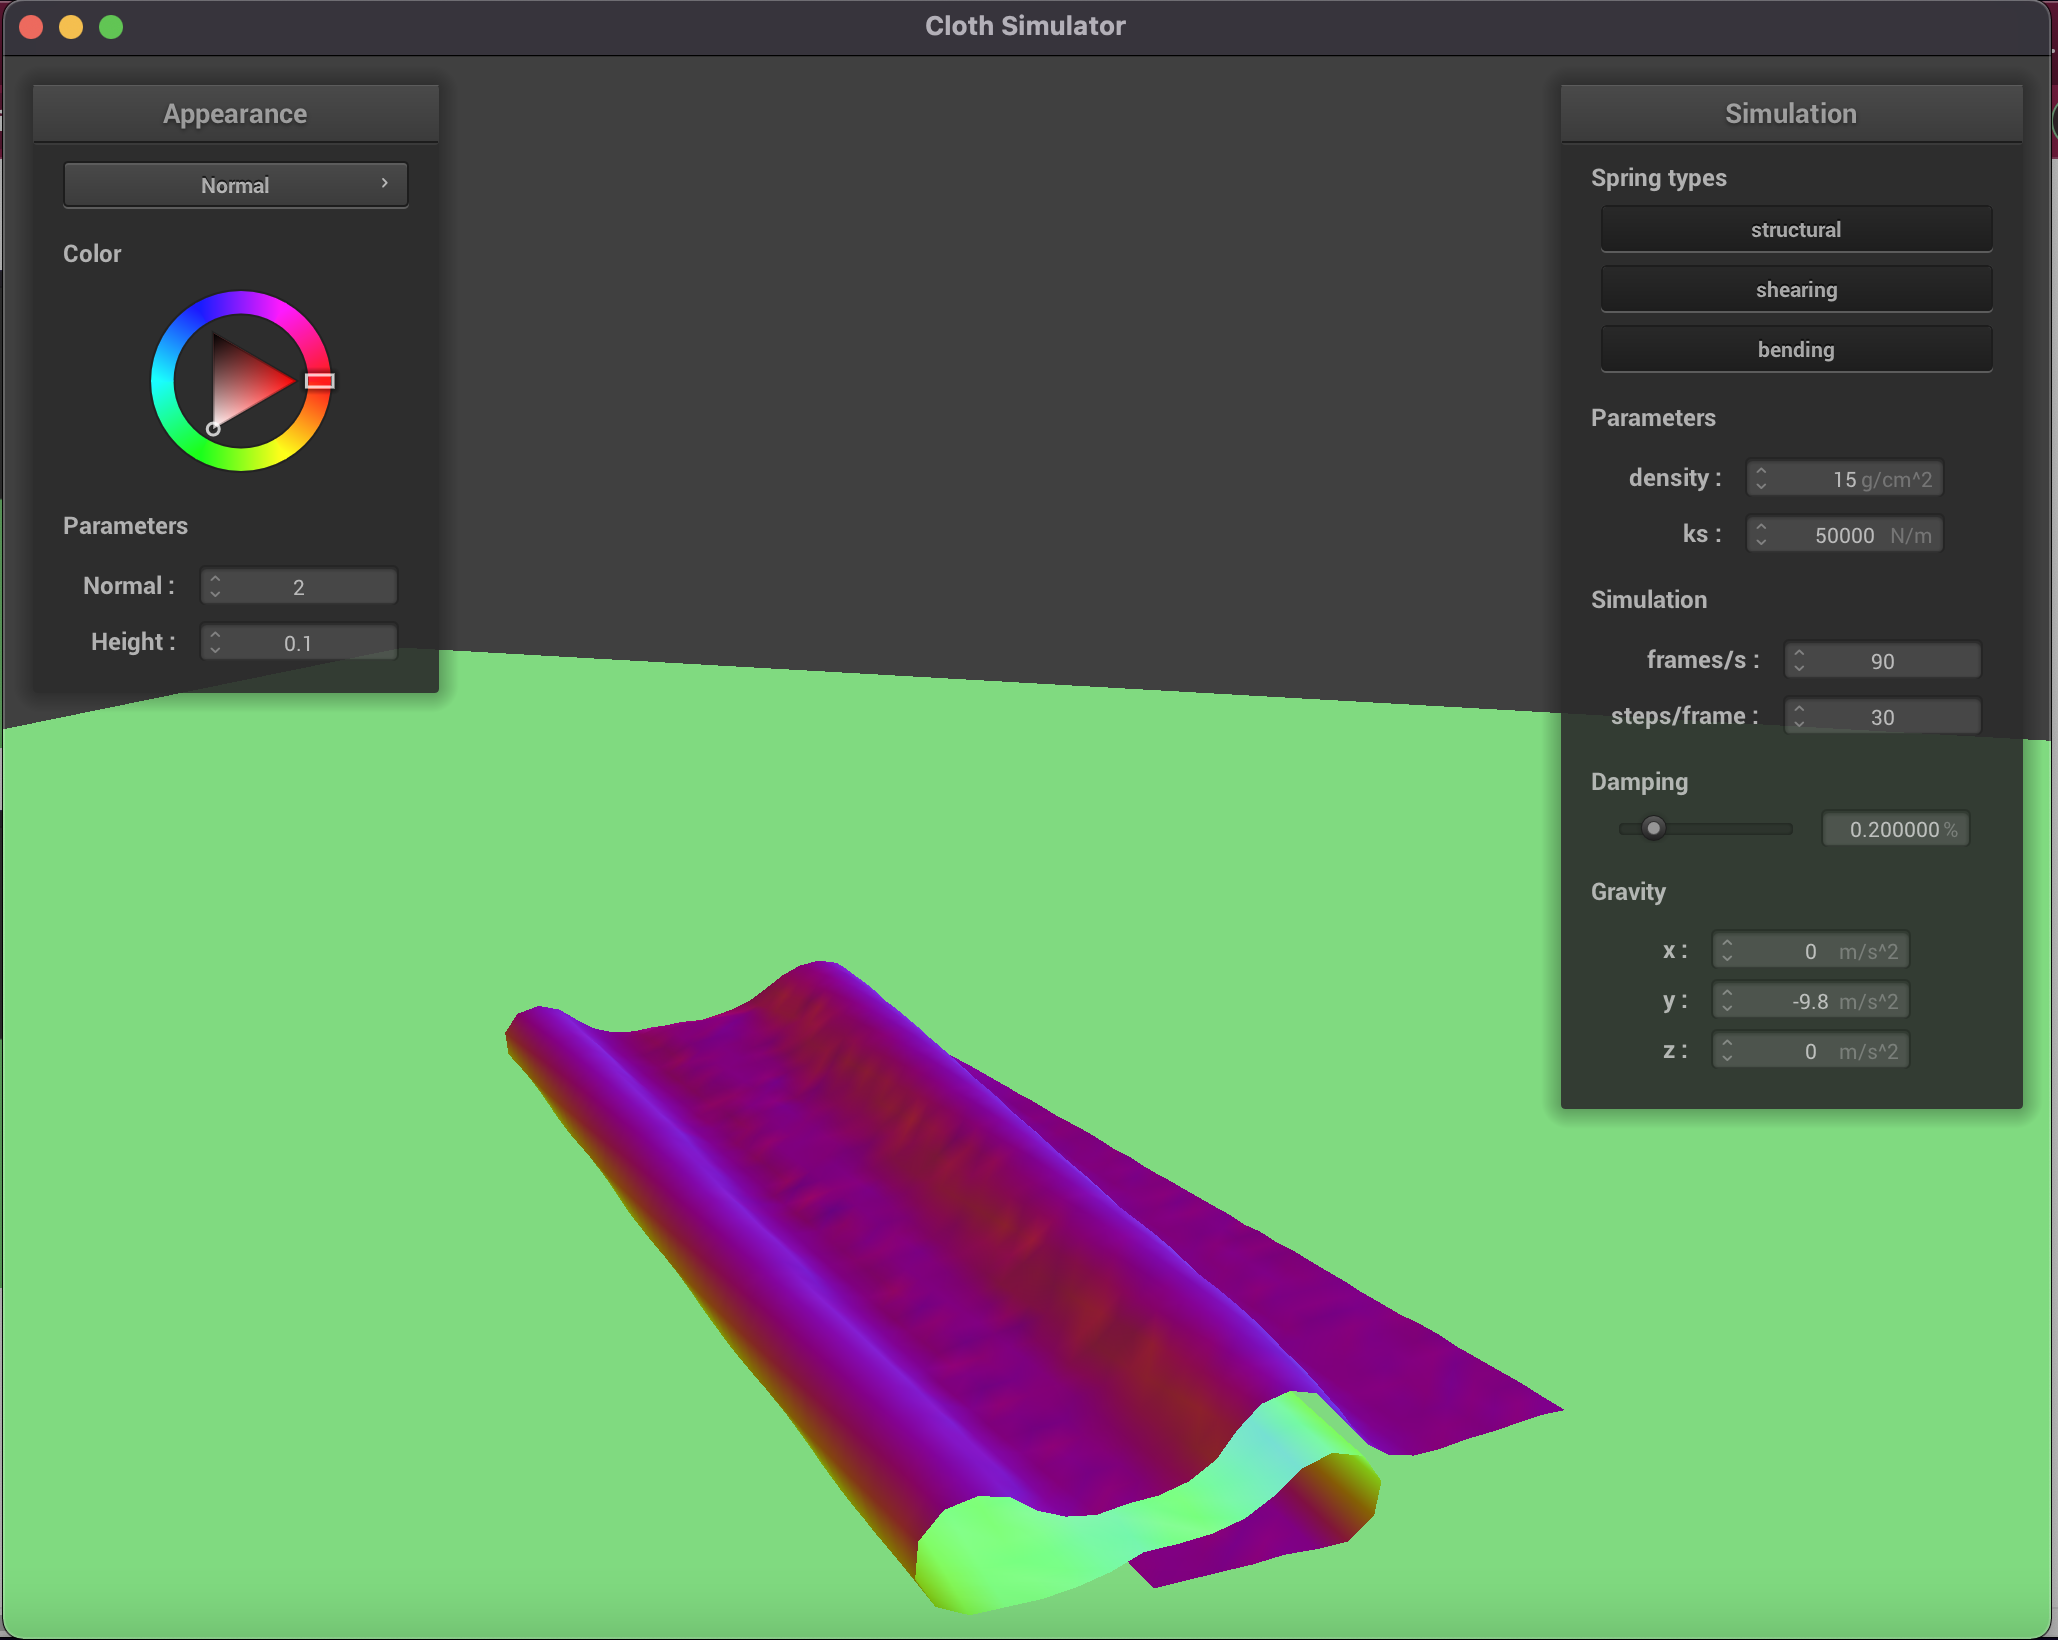 Cloth Simulator
Appearance
Normal
Color
Parameters
Normal : 2
Height : 0.1
Simulation
Spring types
structural
shearing
bending
Parameters
density : 15 g/cm^2
ks : 50000 N/m
Simulation
frames/s : 90
steps/frame : 30
Damping
0.200000 %
Gravity
x : 0 m/s^2
y : -9.8 m/s^2
z : 0 m/s^2